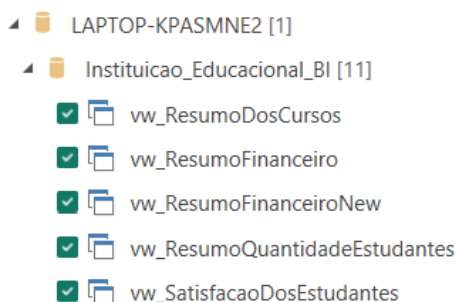 LAPTOP-KPASMNE2 [1]
Instituicao_Educacional_BI [11]
vw_ResumoDosCursos
vw_ResumoFinanceiro
vw_ResumoFinanceiroNew
vw_ResumoQuantidadeEstudantes
vw_SatisfacaoDosEstudantes